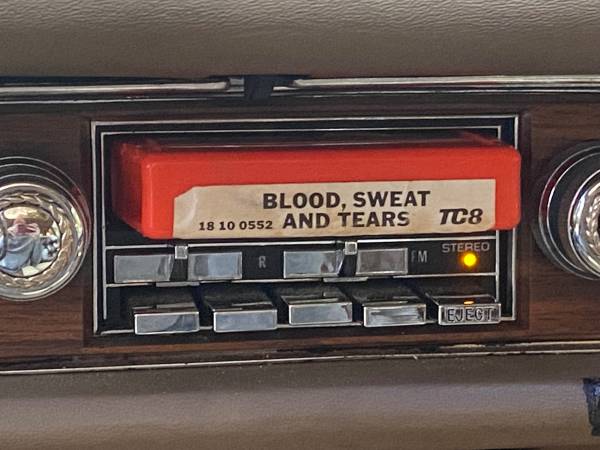 BLOOD, SWEAT
18 10 0552 AND TEARS TC8
STEREO
R FM
EJECT